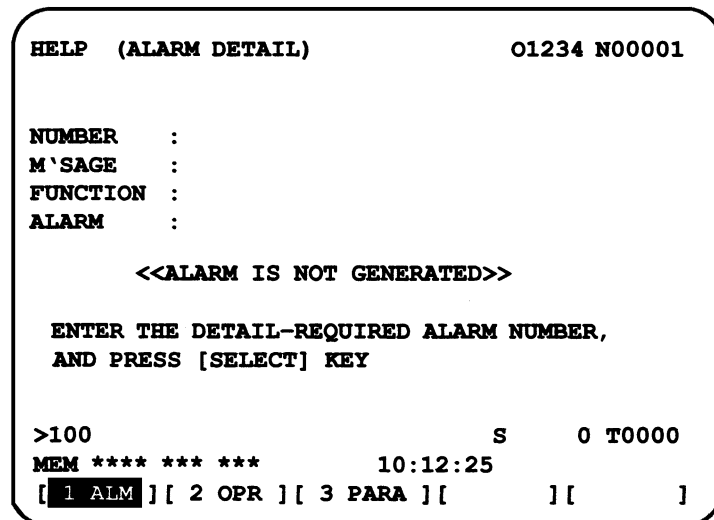 HELP (ALARM DETAIL) O1234 N00001
NUMBER :
M`SAGE :
FUNCTION :
ALARM :
<<ALARM IS NOT GENERATED>>
ENTER THE DETAIL-REQUIRED ALARM NUMBER,
AND PRESS [SELECT] KEY
>100 S 0 T0000
MEM **** *** *** 10:12:25
[ 1 ALM ] [ 2 OPR ] [ 3 PARA ] [ ] [ ]